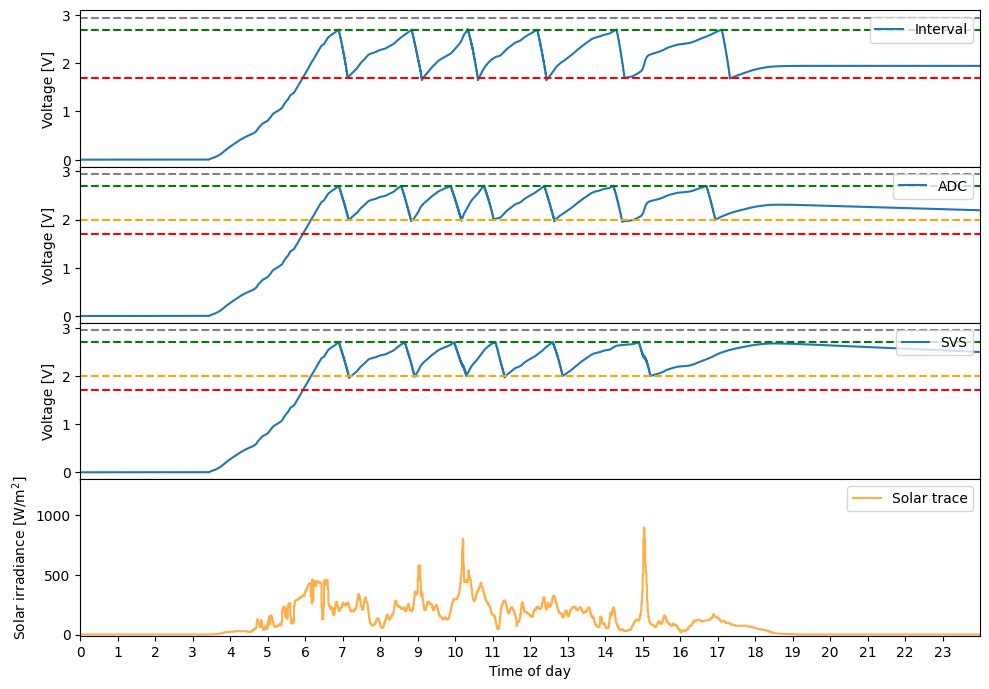 Voltage [V]
3
2
1
0
Interval
Voltage [V]
3
2
1
0
ADC
Voltage [V]
3
2
1
0
SVS
Solar irradiance [W/m²]
1000
500
0
Solar trace
0 1 2 3 4 5 6 7 8 9 10 11 12 13 14 15 16 17 18 19 20 21 22 23
Time of day